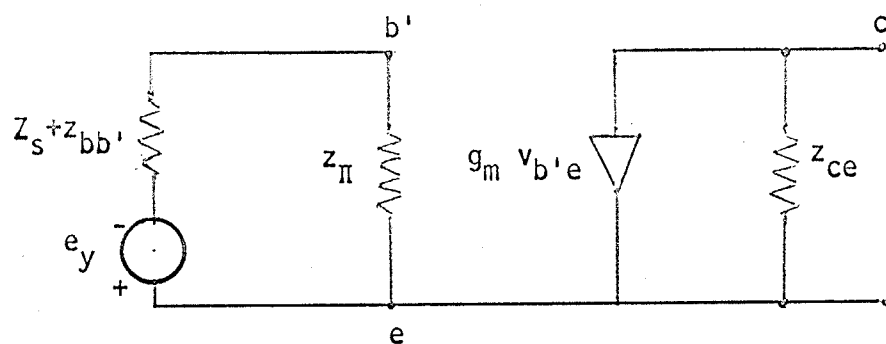 b'
c
Z_s+z_bb'
z_Π
g_m v_b'e
z_ce
-
e_y
+
e